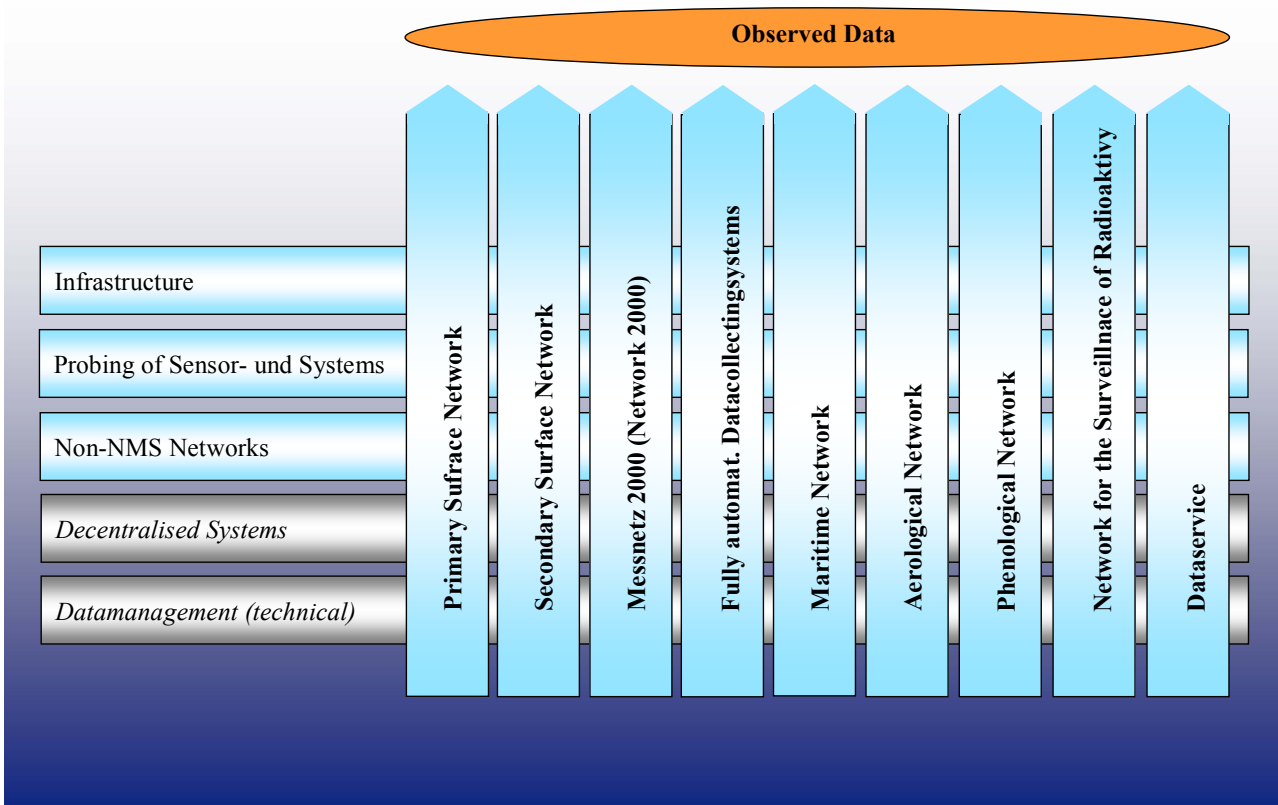 Observed Data
Infrastructure
Probing of Sensor- und Systems
Non-NMS Networks
Decentralised Systems
Datamanagement (technical)
Primary Sufrace Network
Secondary Surface Network
Messnetz 2000 (Network 2000)
Fully automat. Datacollectingsystems
Maritime Network
Aerological Network
Phenological Network
Network for the Surveillnace of Radioaktivy
Dataservice